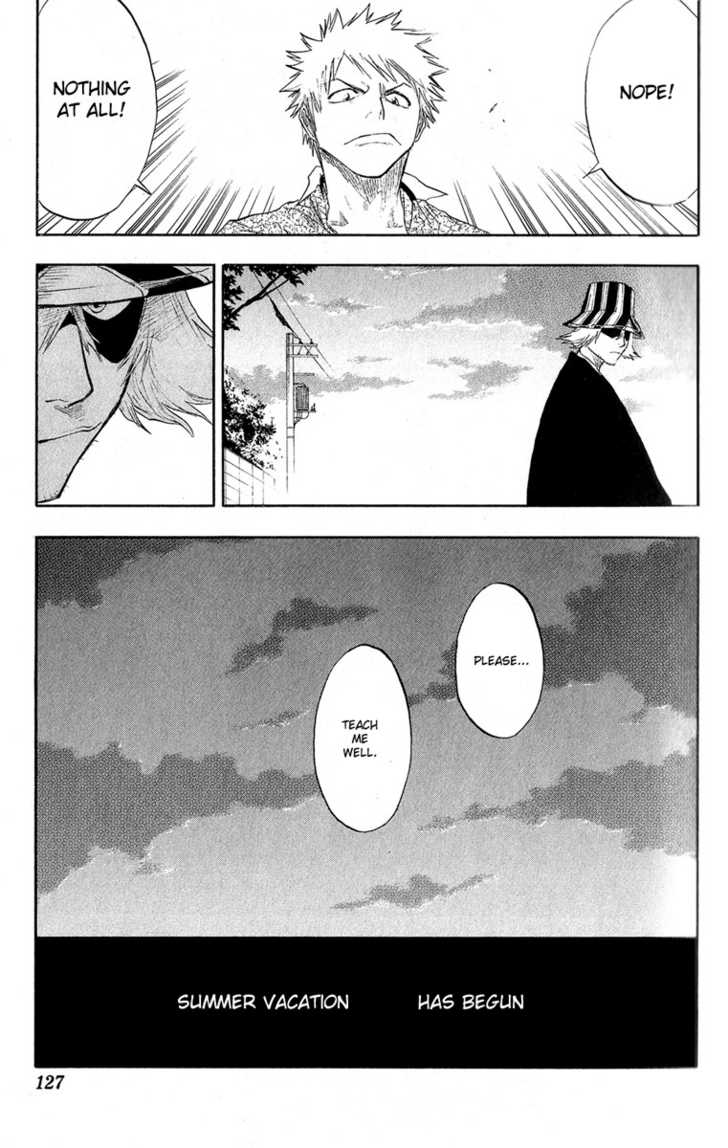 NOPE!
NOTHING
AT ALL!
PLEASE...
TEACH
ME
WELL.
SUMMER VACATION HAS BEGUN
127